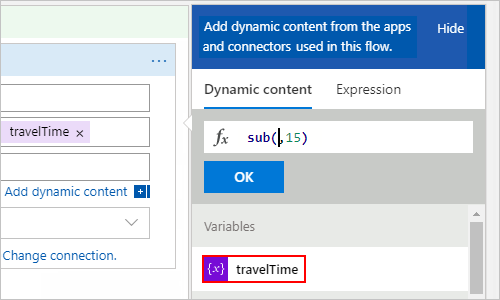 Add dynamic content from the apps
and connectors used in this flow.
Hide
...
travelTime ×
Add dynamic content
Change connection.
Dynamic content
Expression
fx sub(,15)
OK
Variables
{x} travelTime